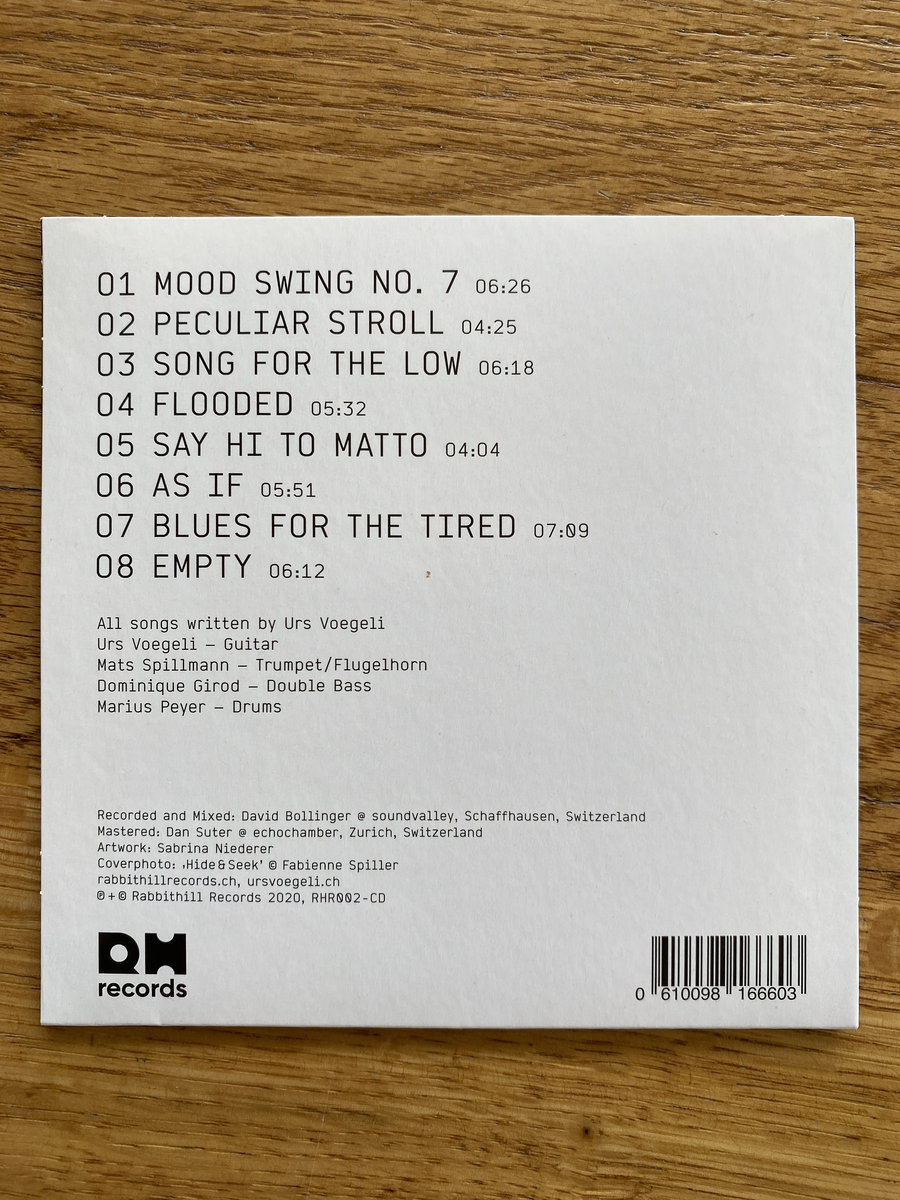 01 MOOD SWING NO. 7 06:26
02 PECULIAR STROLL 04:25
03 SONG FOR THE LOW 06:18
04 FLOODED 05:32
05 SAY HI TO MATTO 04:04
06 AS IF 05:51
07 BLUES FOR THE TIRED 07:09
08 EMPTY 06:12
All songs written by Urs Voegeli
Urs Voegeli – Guitar
Mats Spillmann – Trumpet/Flugelhorn
Dominique Girod – Double Bass
Marius Peyer – Drums
Recorded and Mixed: David Bollinger @ soundvalley, Schaffhausen, Switzerland
Mastered: Dan Suter @ echochamber, Zurich, Switzerland
Artwork: Sabrina Niederer
Coverphoto: ‚Hide&Seek' © Fabienne Spiller
rabbithillrecords.ch, ursvoegeli.ch
℗+© Rabbithill Records 2020, RHR002-CD
RH
records
0 610098 166603